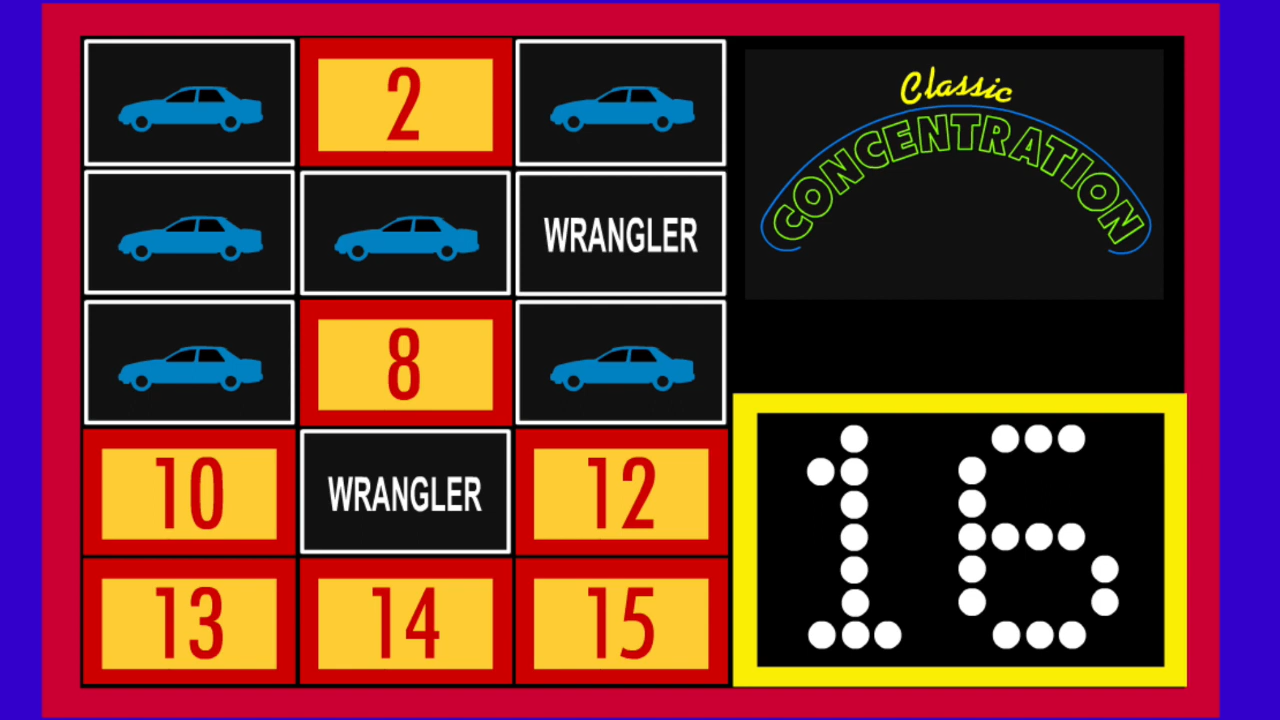 2
WRANGLER
8
10 WRANGLER 12
13 14 15
Classic
CONCENTRATION
16